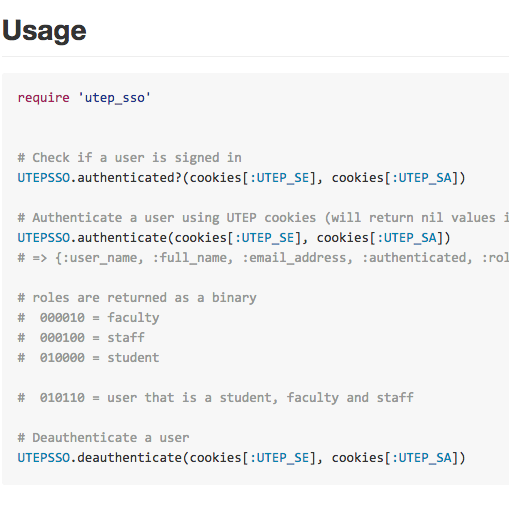 Usage
require 'utep_sso'
# Check if a user is signed in
UTEPSSO.authenticated?(cookies[:UTEP_SE], cookies[:UTEP_SA])
# Authenticate a user using UTEP cookies (will return nil values i
UTEPSSO.authenticate(cookies[:UTEP_SE], cookies[:UTEP_SA])
# => {:user_name, :full_name, :email_address, :authenticated, :rol
# roles are returned as a binary
#  000010 = faculty
#  000100 = staff
#  010000 = student
#  010110 = user that is a student, faculty and staff
# Deauthenticate a user
UTEPSSO.deauthenticate(cookies[:UTEP_SE], cookies[:UTEP_SA])